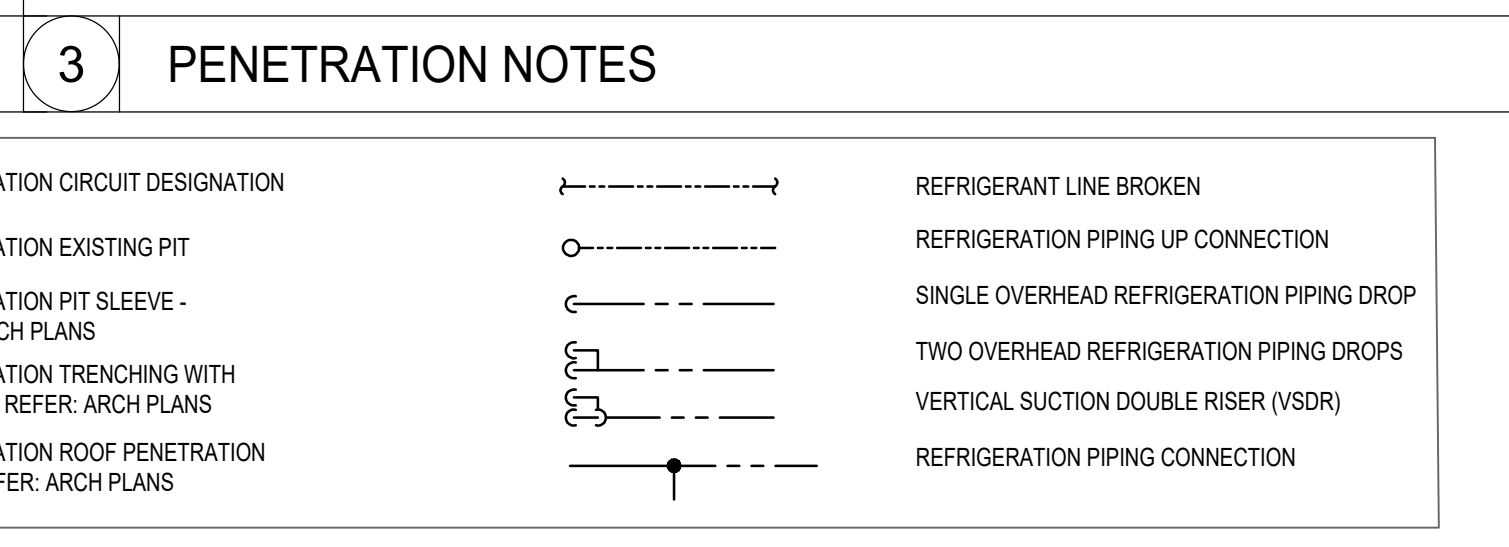 3
PENETRATION NOTES
ATION CIRCUIT DESIGNATION
ATION EXISTING PIT
ATION PIT SLEEVE -
CH PLANS
ATION TRENCHING WITH
REFER: ARCH PLANS
ATION ROOF PENETRATION
FER: ARCH PLANS
REFRIGERANT LINE BROKEN
REFRIGERATION PIPING UP CONNECTION
SINGLE OVERHEAD REFRIGERATION PIPING DROP
TWO OVERHEAD REFRIGERATION PIPING DROPS
VERTICAL SUCTION DOUBLE RISER (VSDR)
REFRIGERATION PIPING CONNECTION